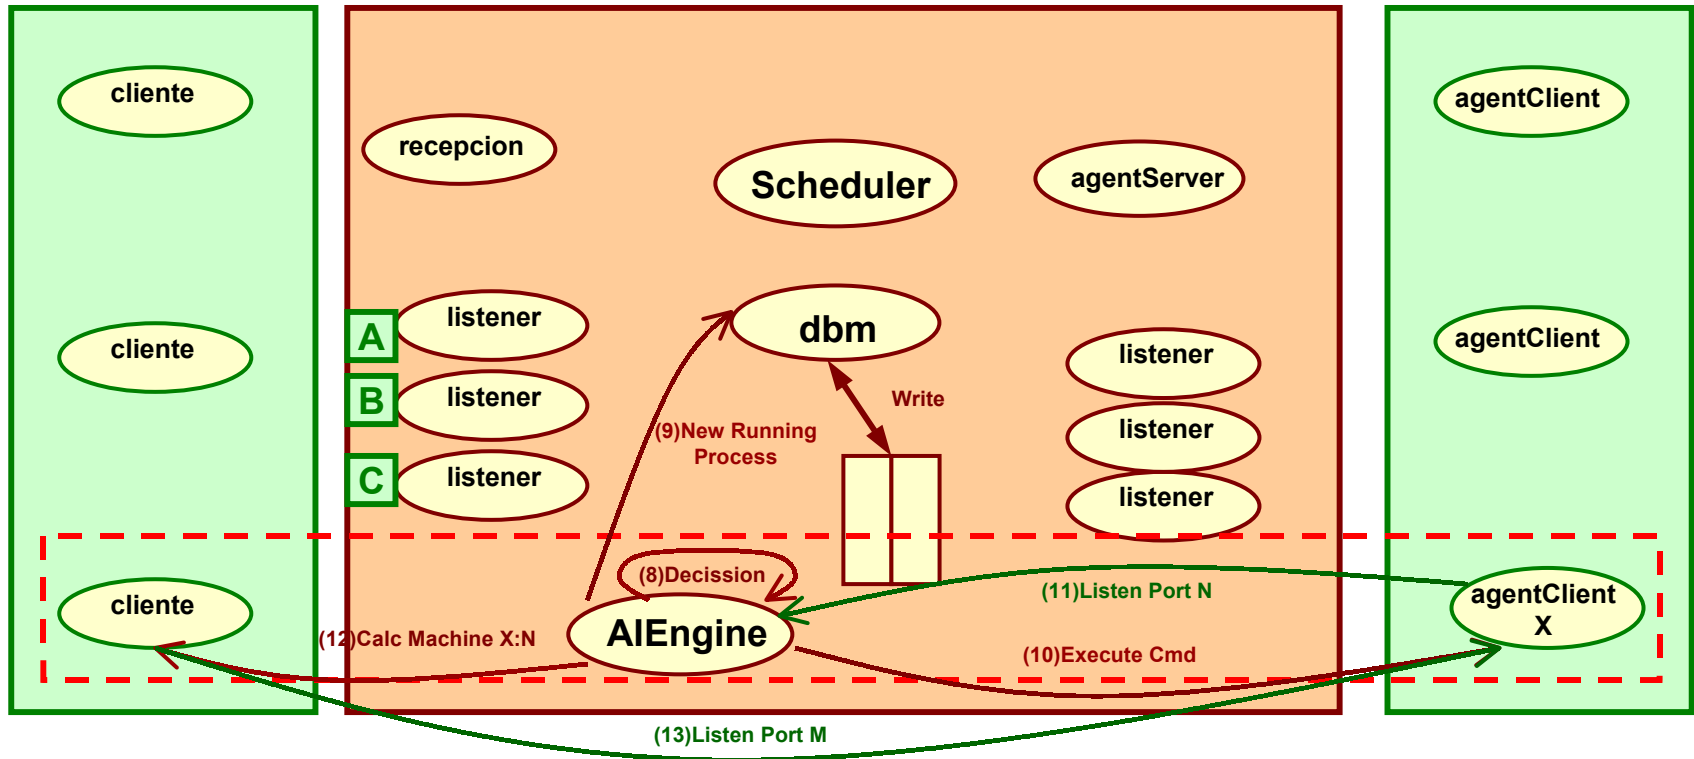 cliente
agentClient
recepcion
Scheduler
agentServer
listener
A
dbm
cliente
agentClient
listener
listener
B
Write
listener
(9)New Running
Process
listener
C
listener
(8)Decission
(11)Listen Port N
cliente
agentClient
X
AIEngine
(12)Calc Machine X:N
(10)Execute Cmd
(13)Listen Port M